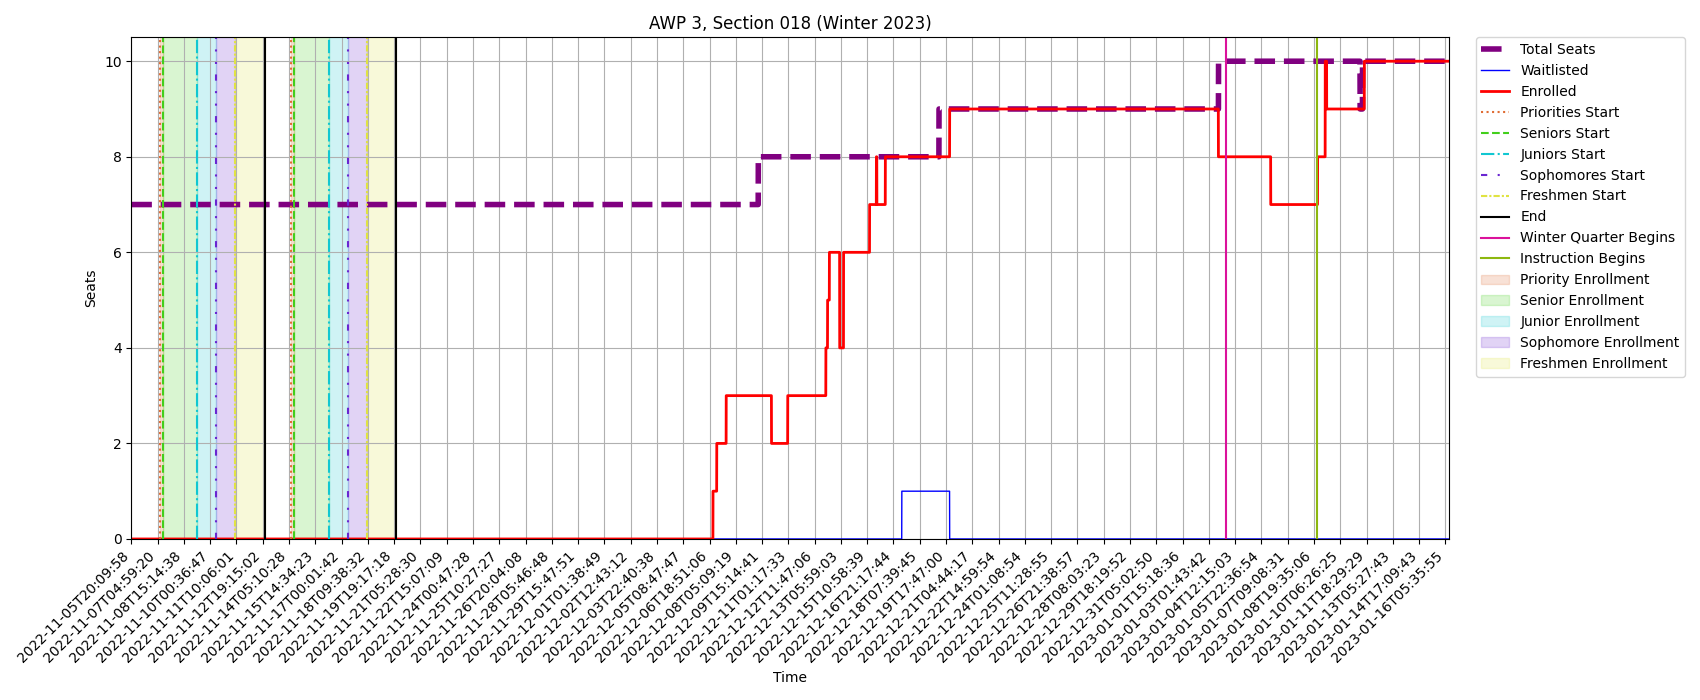 AWP 3, Section 018 (Winter 2023)
Seats
10
8
6
4
2
0
2022-11-05T20:09:58
2022-11-07T04:59:20
2022-11-08T15:14:38
2022-11-10T00:36:47
2022-11-11T10:06:01
2022-11-12T19:15:02
2022-11-14T05:10:28
2022-11-15T14:34:23
2022-11-17T00:01:42
2022-11-18T09:38:32
2022-11-19T19:17:18
2022-11-21T05:28:30
2022-11-22T15:07:09
2022-11-24T00:47:28
2022-11-25T10:27:27
2022-11-26T20:04:08
2022-11-28T05:46:48
2022-11-29T15:47:51
2022-12-01T01:38:49
2022-12-02T12:43:12
2022-12-03T22:40:38
2022-12-05T08:47:47
2022-12-06T18:51:06
2022-12-08T05:09:19
2022-12-09T15:14:41
2022-12-11T01:17:33
2022-12-12T11:47:06
2022-12-13T15:59:03
2022-12-15T10:58:39
2022-12-16T21:17:44
2022-12-18T07:39:45
2022-12-19T17:47:00
2022-12-21T04:44:17
2022-12-22T14:59:54
2022-12-24T01:08:54
2022-12-25T11:28:55
2022-12-26T21:38:57
2022-12-28T08:03:23
2022-12-29T18:19:52
2022-12-31T05:02:50
2023-01-01T15:18:36
2023-01-03T01:43:42
2023-01-04T12:15:03
2023-01-05T22:36:54
2023-01-07T09:08:31
2023-01-08T19:35:06
2023-01-10T06:26:25
2023-01-11T18:29:29
2023-01-13T05:27:43
2023-01-14T17:09:43
2023-01-16T05:35:55
Time
Total Seats
Waitlisted
Enrolled
Priorities Start
Seniors Start
Juniors Start
Sophomores Start
Freshmen Start
End
Winter Quarter Begins
Instruction Begins
Priority Enrollment
Senior Enrollment
Junior Enrollment
Sophomore Enrollment
Freshmen Enrollment